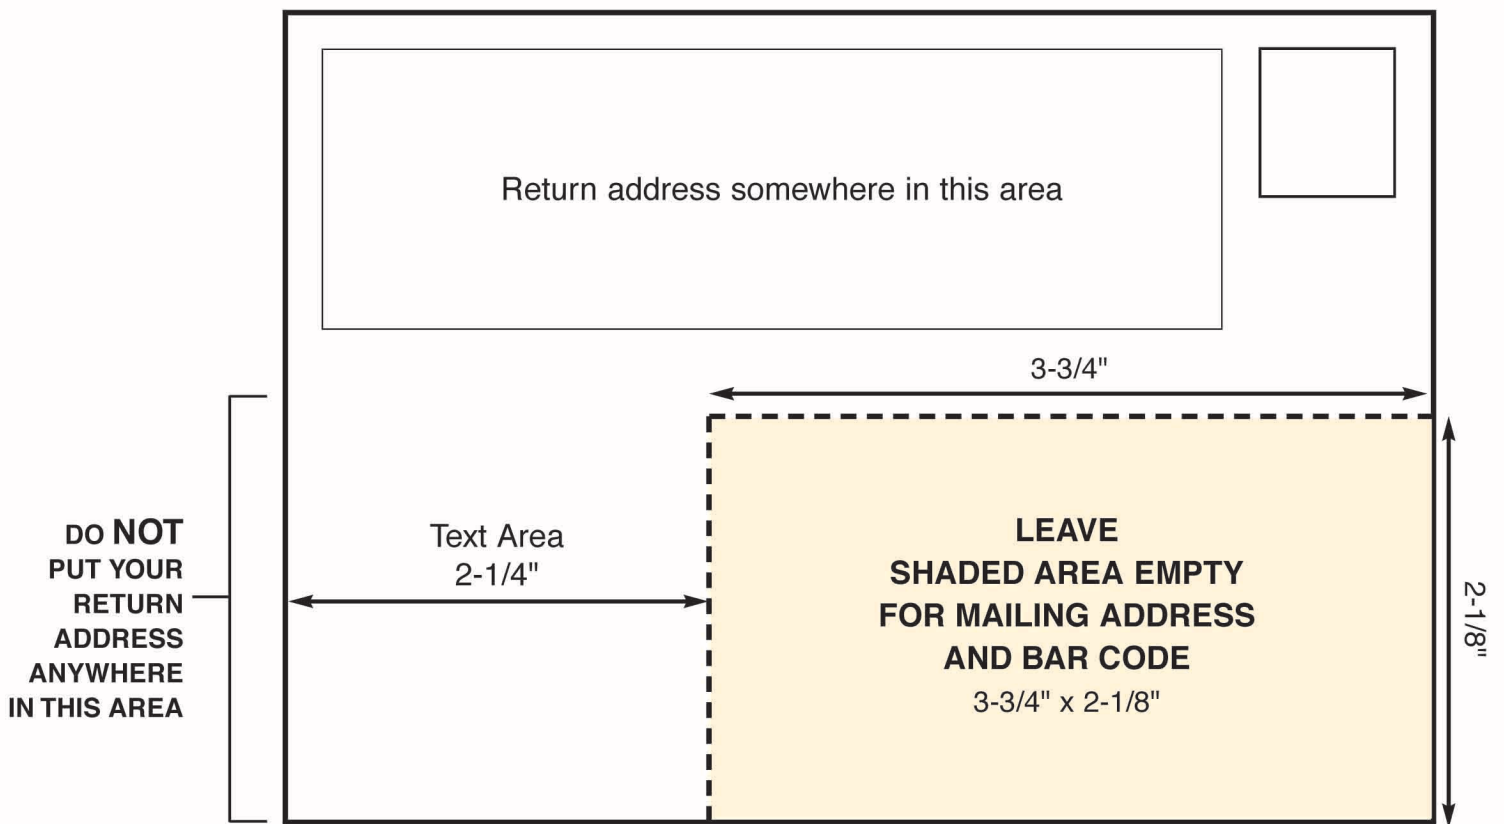 Return address somewhere in this area
3-3/4"
DO NOT
PUT YOUR
RETURN
ADDRESS
ANYWHERE
IN THIS AREA
Text Area
2-1/4"
LEAVE
SHADED AREA EMPTY
FOR MAILING ADDRESS
AND BAR CODE
3-3/4" x 2-1/8"
2-1/8"